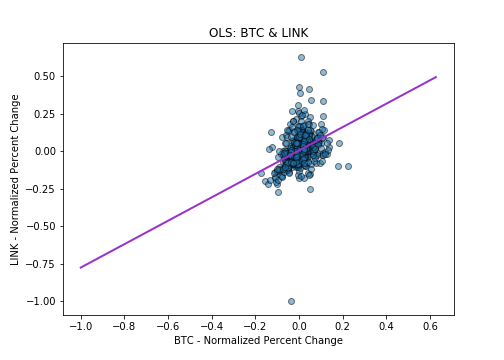 OLS: BTC & LINK
LINK - Normalized Percent Change
0.50
0.25
0.00
−0.25
−0.50
−0.75
−1.00
−1.0 −0.8 −0.6 −0.4 −0.2 0.0 0.2 0.4 0.6
BTC - Normalized Percent Change